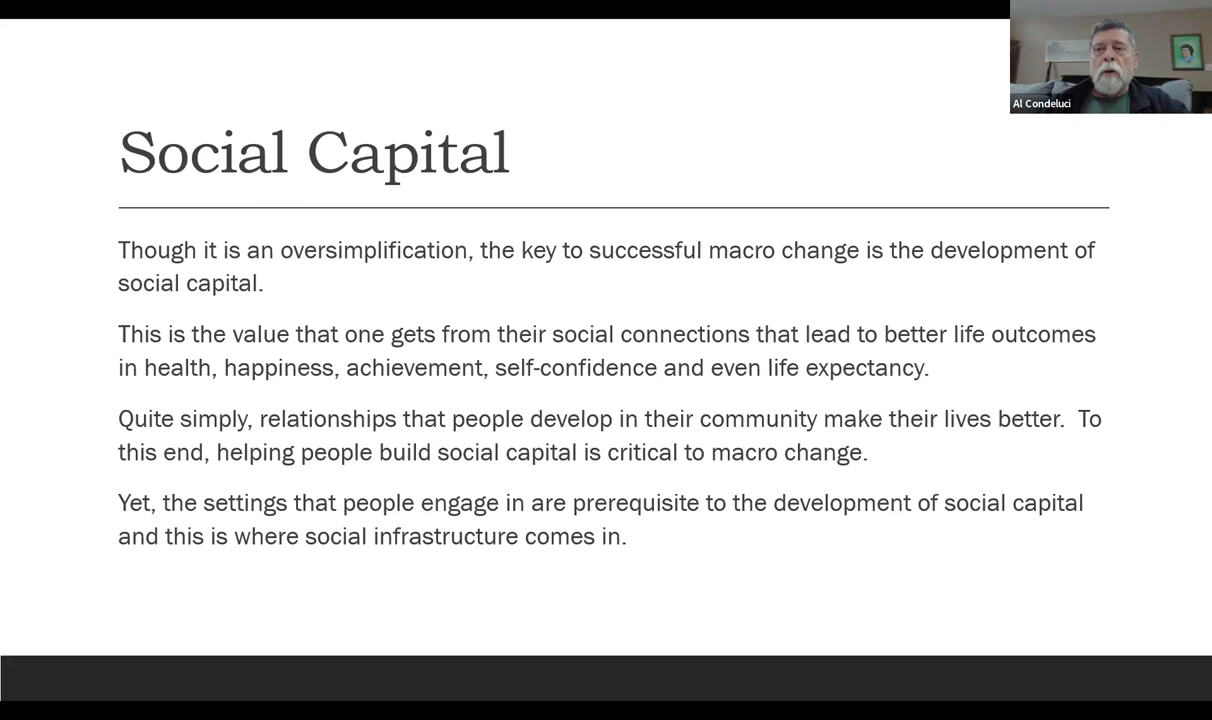 Al Condeluci
Social Capital
Though it is an oversimplification, the key to successful macro change is the development of
social capital.
This is the value that one gets from their social connections that lead to better life outcomes
in health, happiness, achievement, self-confidence and even life expectancy.
Quite simply, relationships that people develop in their community make their lives better.  To
this end, helping people build social capital is critical to macro change.
Yet, the settings that people engage in are prerequisite to the development of social capital
and this is where social infrastructure comes in.